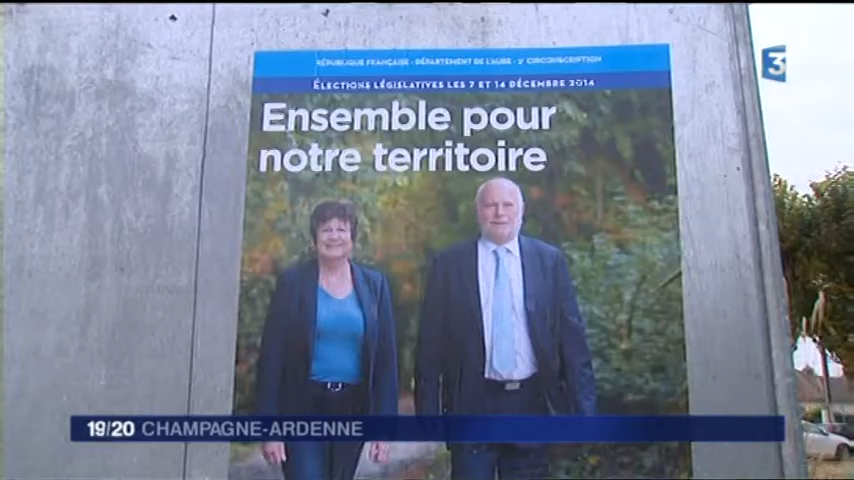 RÉPUBLIQUE FRANÇAISE - DÉPARTEMENT DE L'AUBE - 3e CIRCONSCRIPTION
ÉLECTIONS LÉGISLATIVES LES 7 ET 14 DÉCEMBRE 2014
Ensemble pour
notre territoire
3
19/20 CHAMPAGNE-ARDENNE